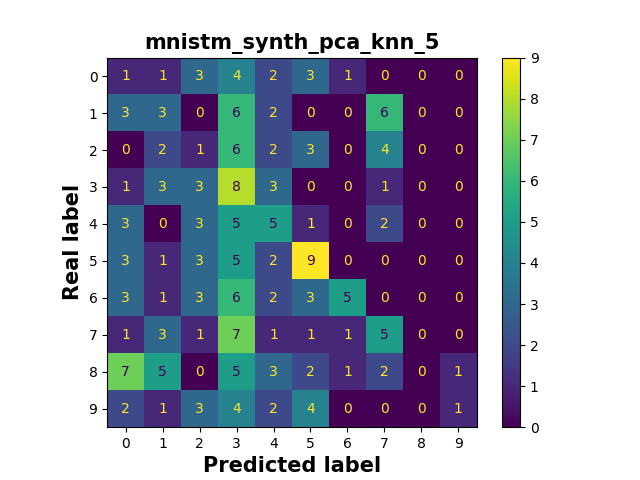 mnistm_synth_pca_knn_5
Real label
0 1 1 3 4 2 3 1 0 0 0
1 3 3 0 6 2 0 0 6 0 0
2 0 2 1 6 2 3 0 4 0 0
3 1 3 3 8 3 0 0 1 0 0
4 3 0 3 5 5 1 0 2 0 0
5 3 1 3 5 2 9 0 0 0 0
6 3 1 3 6 2 3 5 0 0 0
7 1 3 1 7 1 1 1 5 0 0
8 7 5 0 5 3 2 1 2 0 1
9 2 1 3 4 2 4 0 0 0 1
0 1 2 3 4 5 6 7 8 9
Predicted label
9
8
7
6
5
4
3
2
1
0